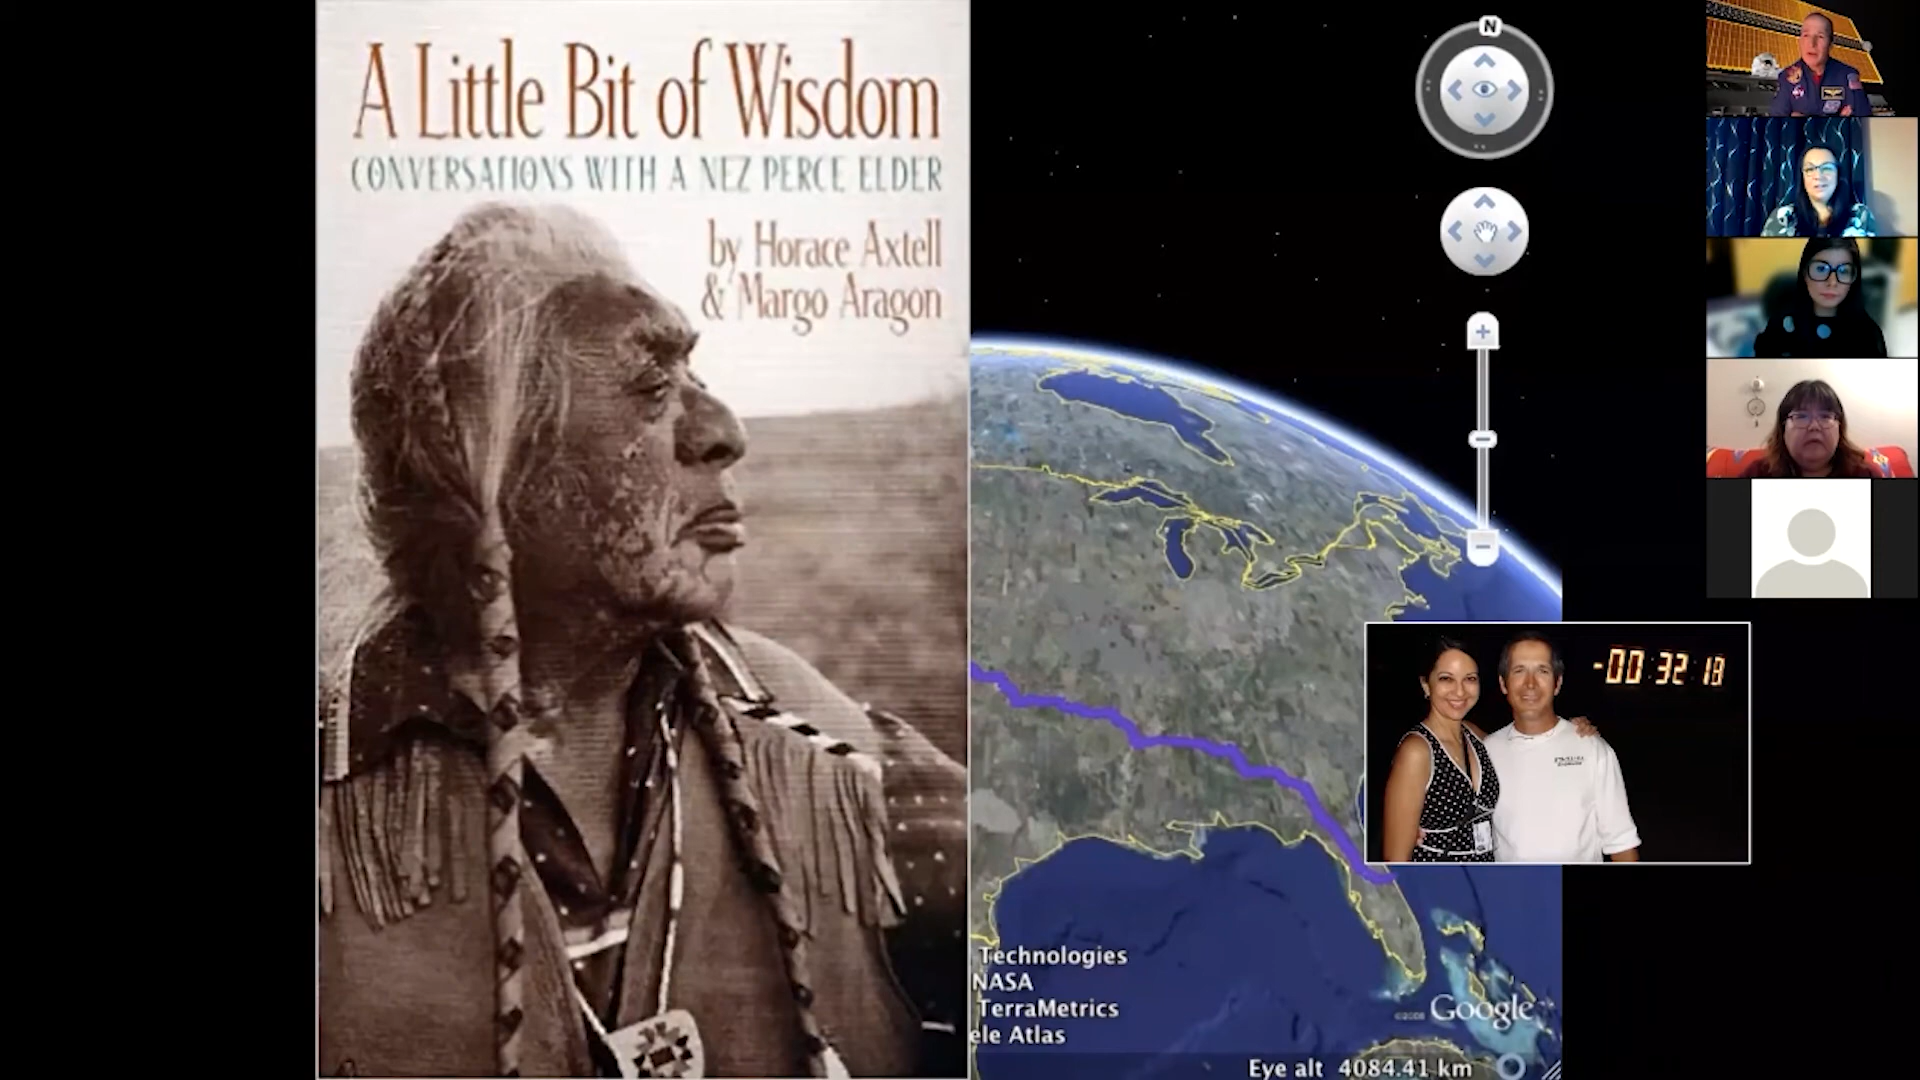 A Little Bit of Wisdom
CONVERSATIONS WITH A NEZ PERCE ELDER
by Horace Axtell
& Margo Aragon
N
-00:32:13
Technologies
NASA
TerraMetrics
ele Atlas
©2008 Google
Eye alt 4084.41 km